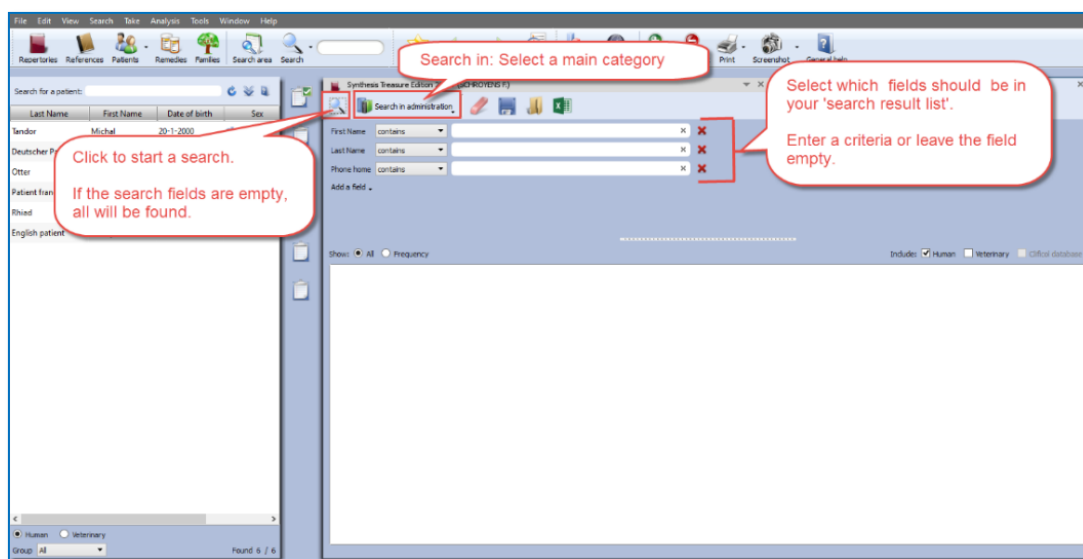 File Edit View Search Take Analysis Tools Window Help
Repertories References Patients Remedies Families Search area Search Print Screenshot General help
Search in: Select a main category
Search for a patient:
Synthesis Treasure Edition
Search in administration
Select which fields should be in
your 'search result list'.
Enter a criteria or leave the field
empty.
Last Name First Name Date of birth Sex
Tandor Michal 20-1-2000
Deutscher
Otter
Patient
Rhied
English patient
Click to start a search.
If the search fields are empty,
all will be found.
First Name contains
Last Name contains
Phone home contains
Add a field
Show: All Frequency
Include: Human Veterinary Clificol database
Human Veterinary
Group All Found 6 / 6